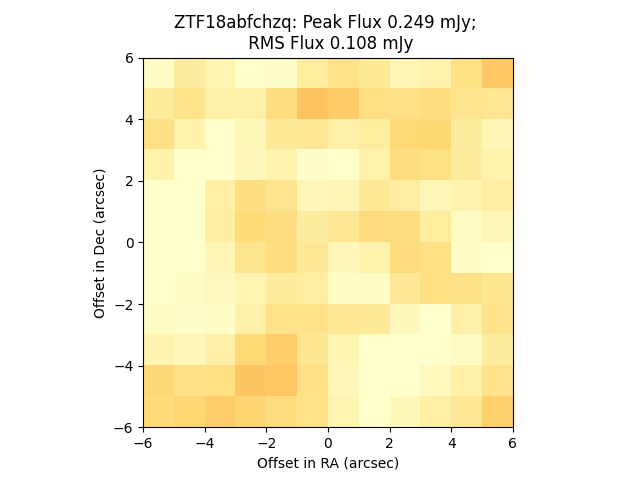 ZTF18abfchzq: Peak Flux 0.249 mJy;
RMS Flux 0.108 mJy
6
4
2
0
−2
−4
−6
Offset in Dec (arcsec)
−6 −4 −2 0 2 4 6
Offset in RA (arcsec)